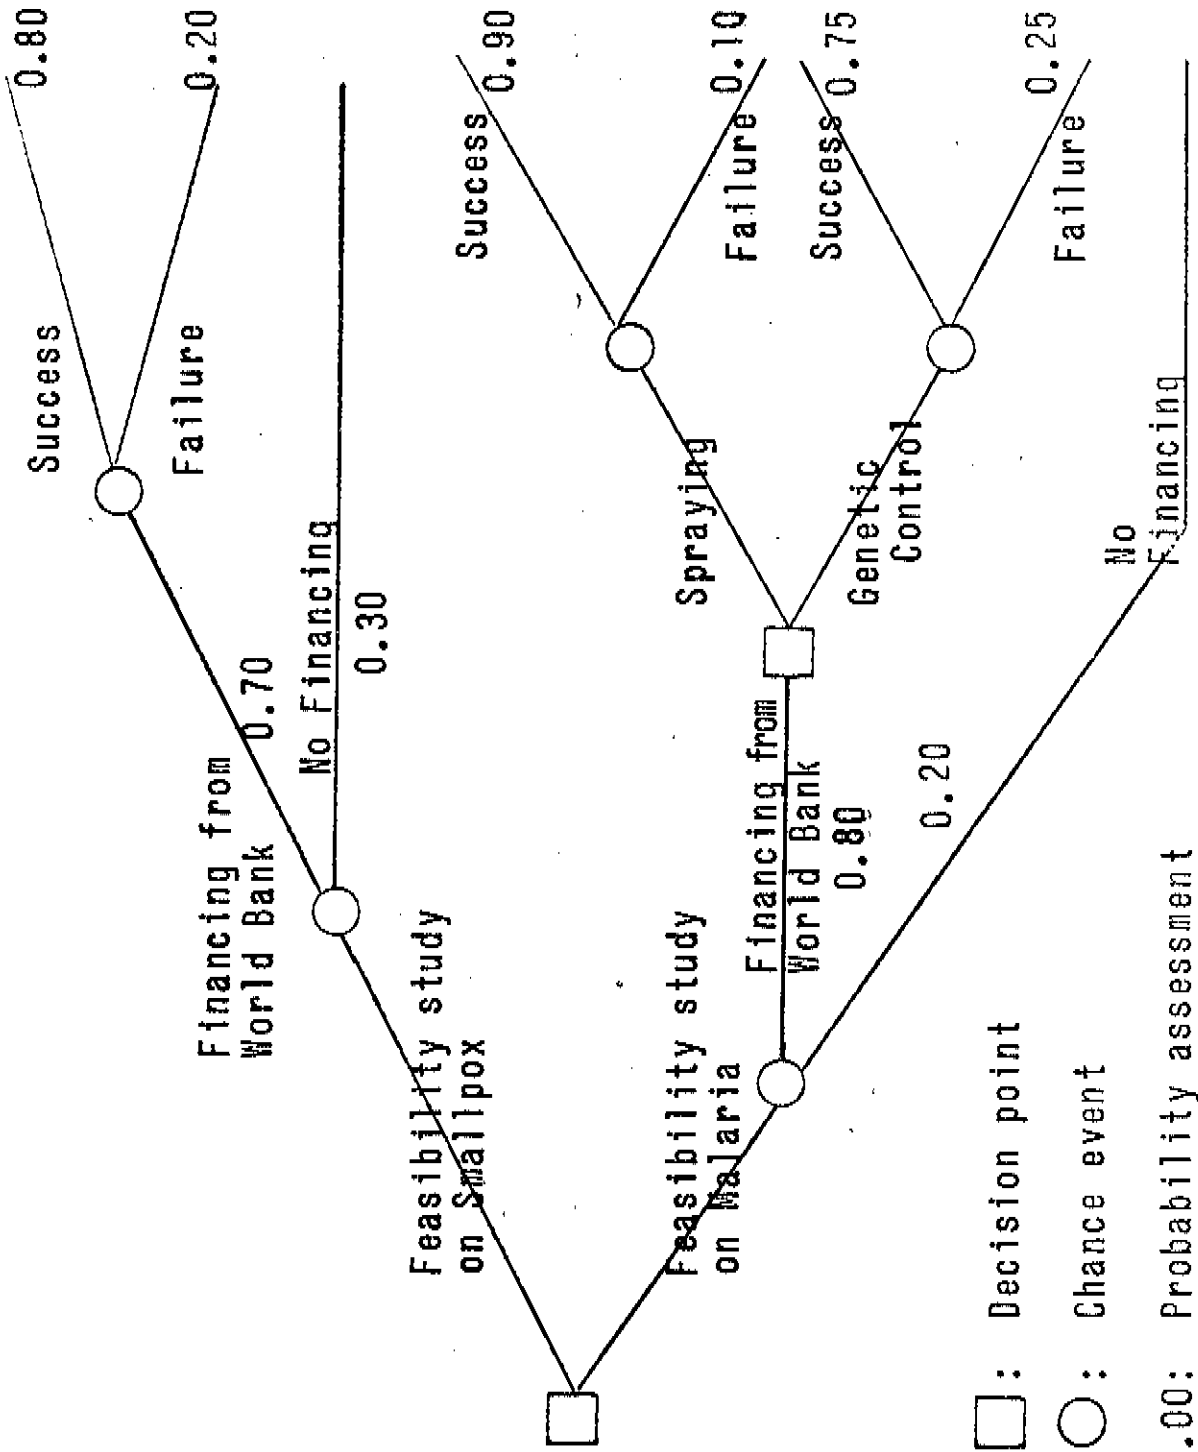 Success
0.80
Failure
0.20
Financing from
World Bank
0.70
No Financing
0.30
Feasibility study
on Smallpox
Success
0.90
Spraying
Failure
0.10
Success
0.75
Genetic
Control
Failure
0.25
Feasibility study
on Malaria
Financing from
World Bank
0.80
0.20
No
Financing
: Decision point
: Chance event
.00: Probability assessment